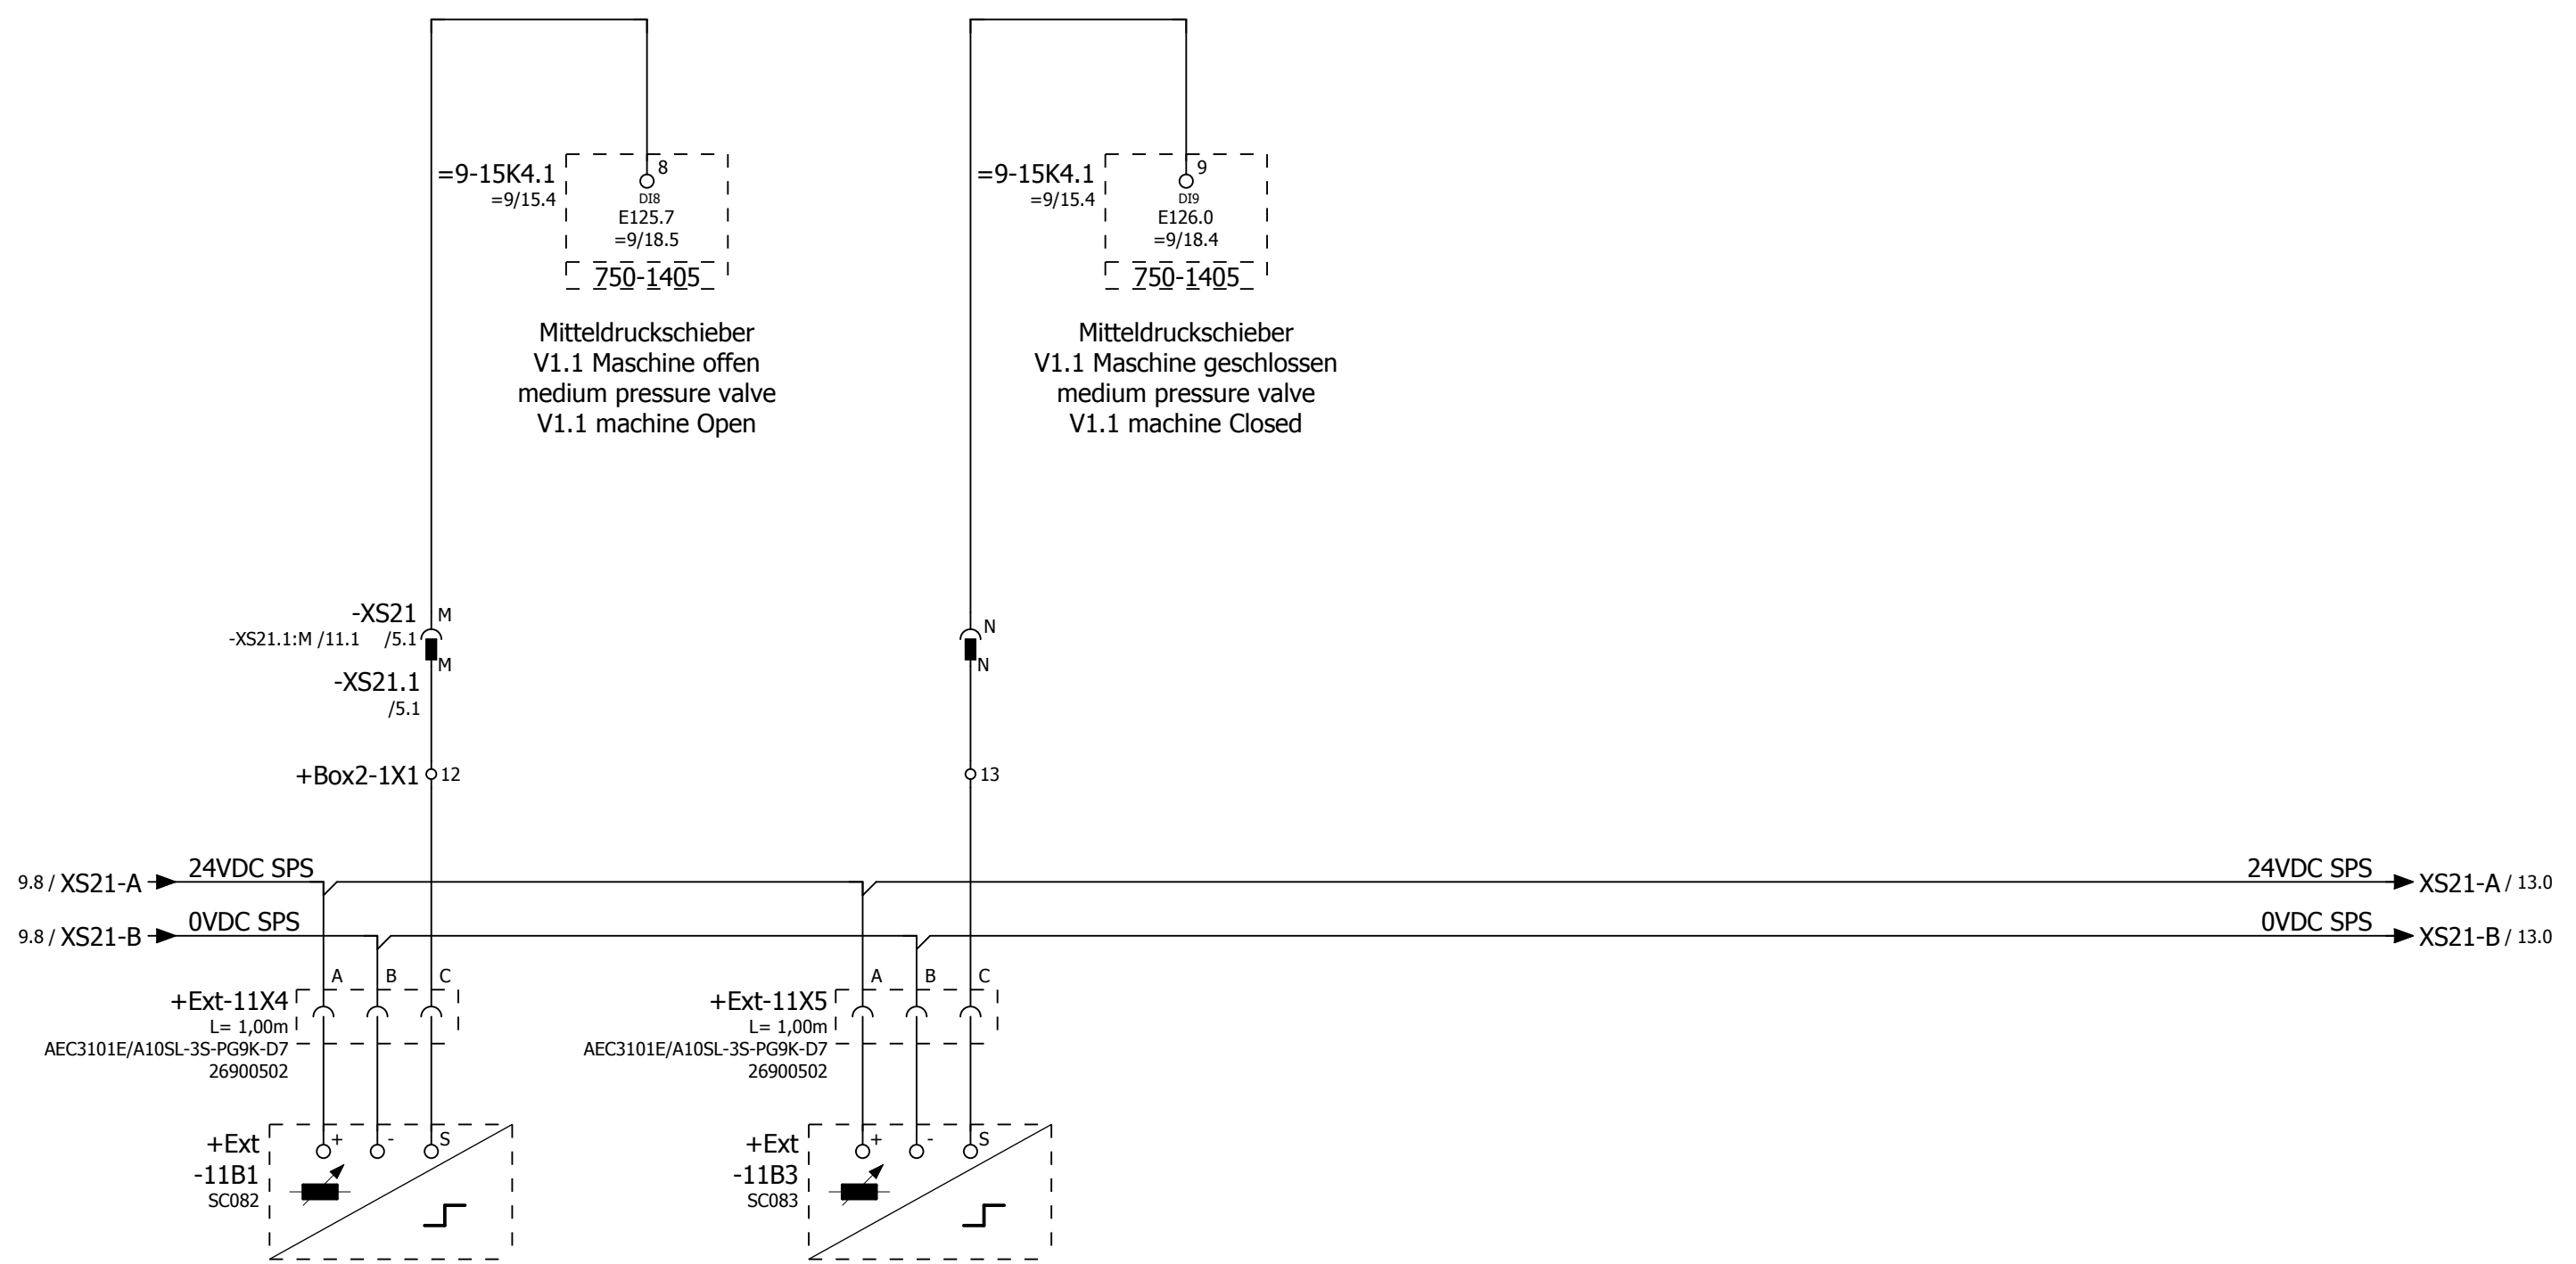 =9-15K4.1
=9/15.4
8
DI8
E125.7
=9/18.5
750-1405
Mitteldruckschieber
V1.1 Maschine offen
medium pressure valve
V1.1 machine Open
=9-15K4.1
=9/15.4
9
DI9
E126.0
=9/18.4
750-1405
Mitteldruckschieber
V1.1 Maschine geschlossen
medium pressure valve
V1.1 machine Closed
-XS21 M
-XS21.1:M /11.1 /5.1
M
-XS21.1
/5.1
N
N
+Box2-1X1 12
13
24VDC SPS
9.8 / XS21-A
0VDC SPS
9.8 / XS21-B
24VDC SPS
XS21-A / 13.0
0VDC SPS
XS21-B / 13.0
A B C
+Ext-11X4
L= 1,00m
AEC3101E/A10SL-3S-PG9K-D7
26900502
A B C
+Ext-11X5
L= 1,00m
AEC3101E/A10SL-3S-PG9K-D7
26900502
+ - S
+Ext
-11B1
SC082
+ - S
+Ext
-11B3
SC083